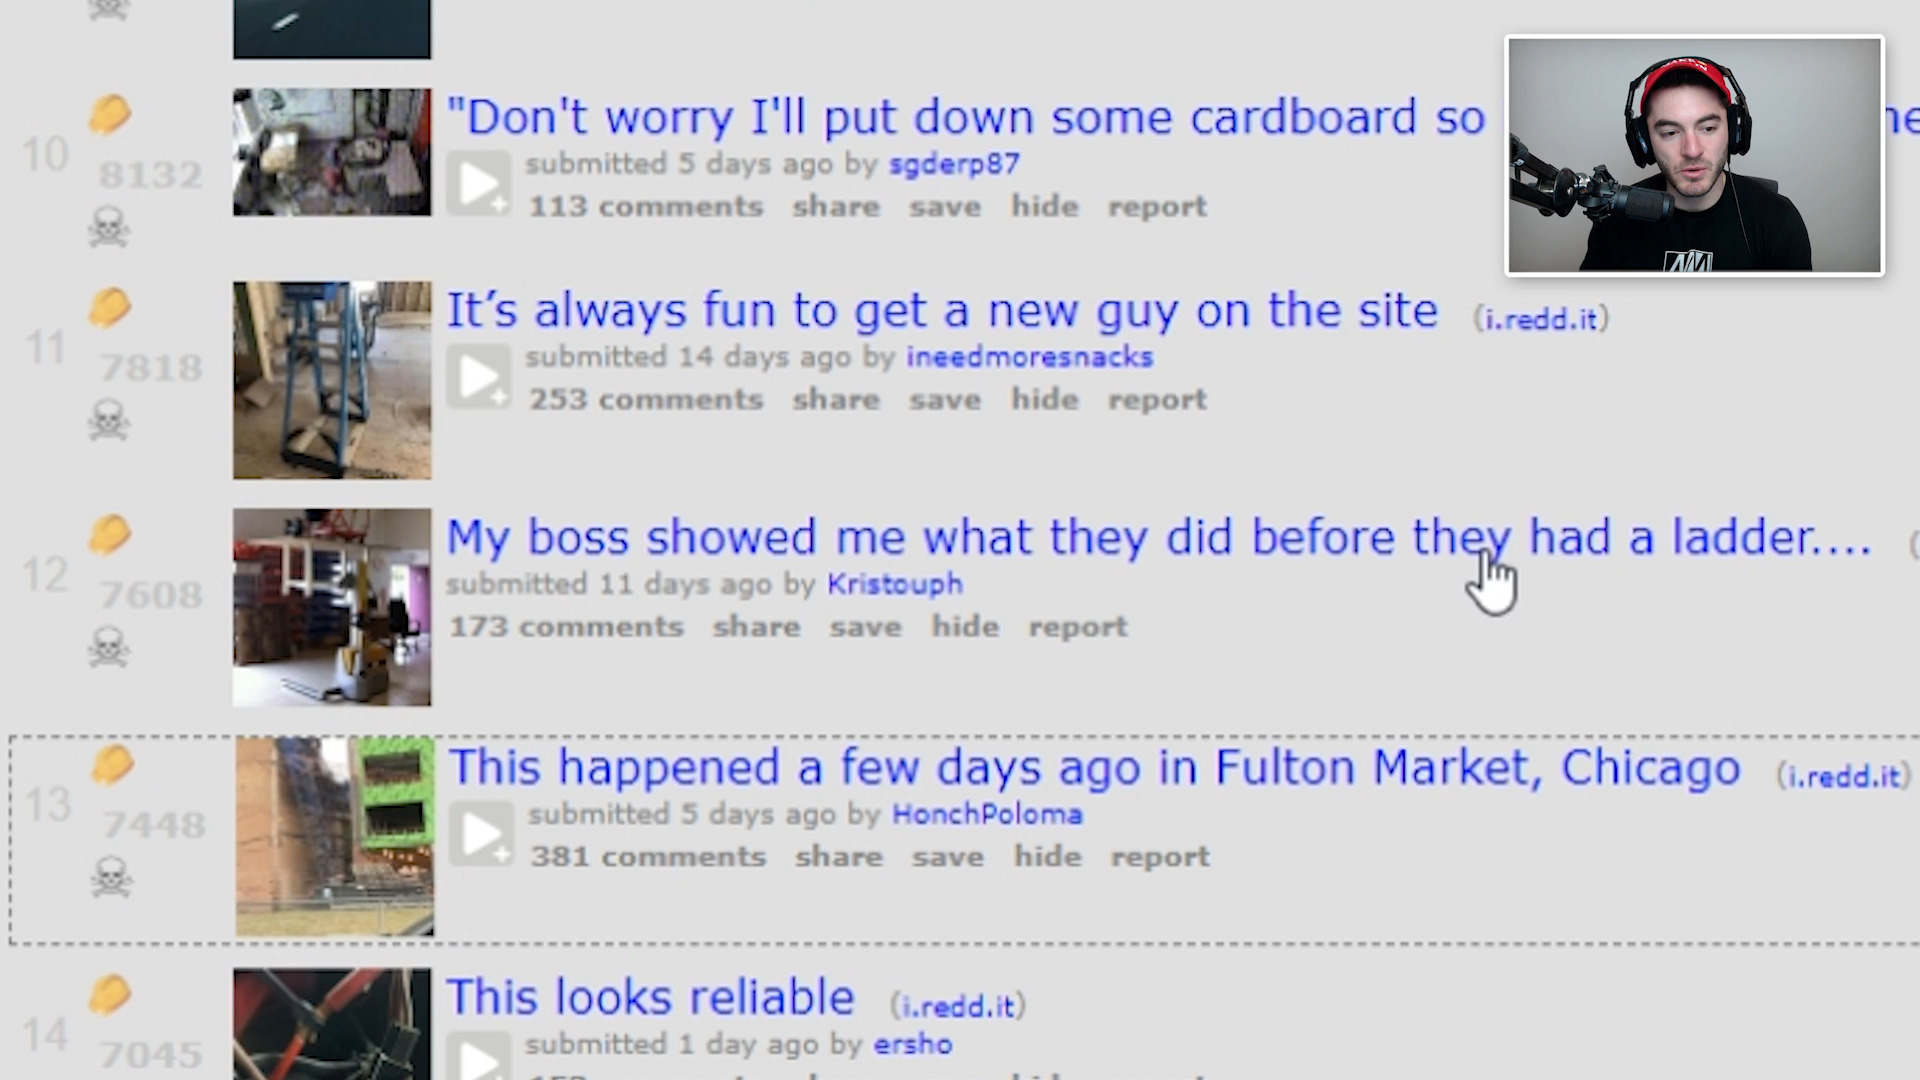 10
8132
"Don't worry I'll put down some cardboard so
submitted 5 days ago by sgderp87
113 comments share save hide report
11
7818
It’s always fun to get a new guy on the site (i.redd.it)
submitted 14 days ago by ineedmoresnacks
253 comments share save hide report
12
7608
My boss showed me what they did before they had a ladder.... (
submitted 11 days ago by Kristouph
173 comments share save hide report
13
7448
This happened a few days ago in Fulton Market, Chicago (i.redd.it)
submitted 5 days ago by HonchPoloma
381 comments share save hide report
14
7045
This looks reliable (i.redd.it)
submitted 1 day ago by ersho